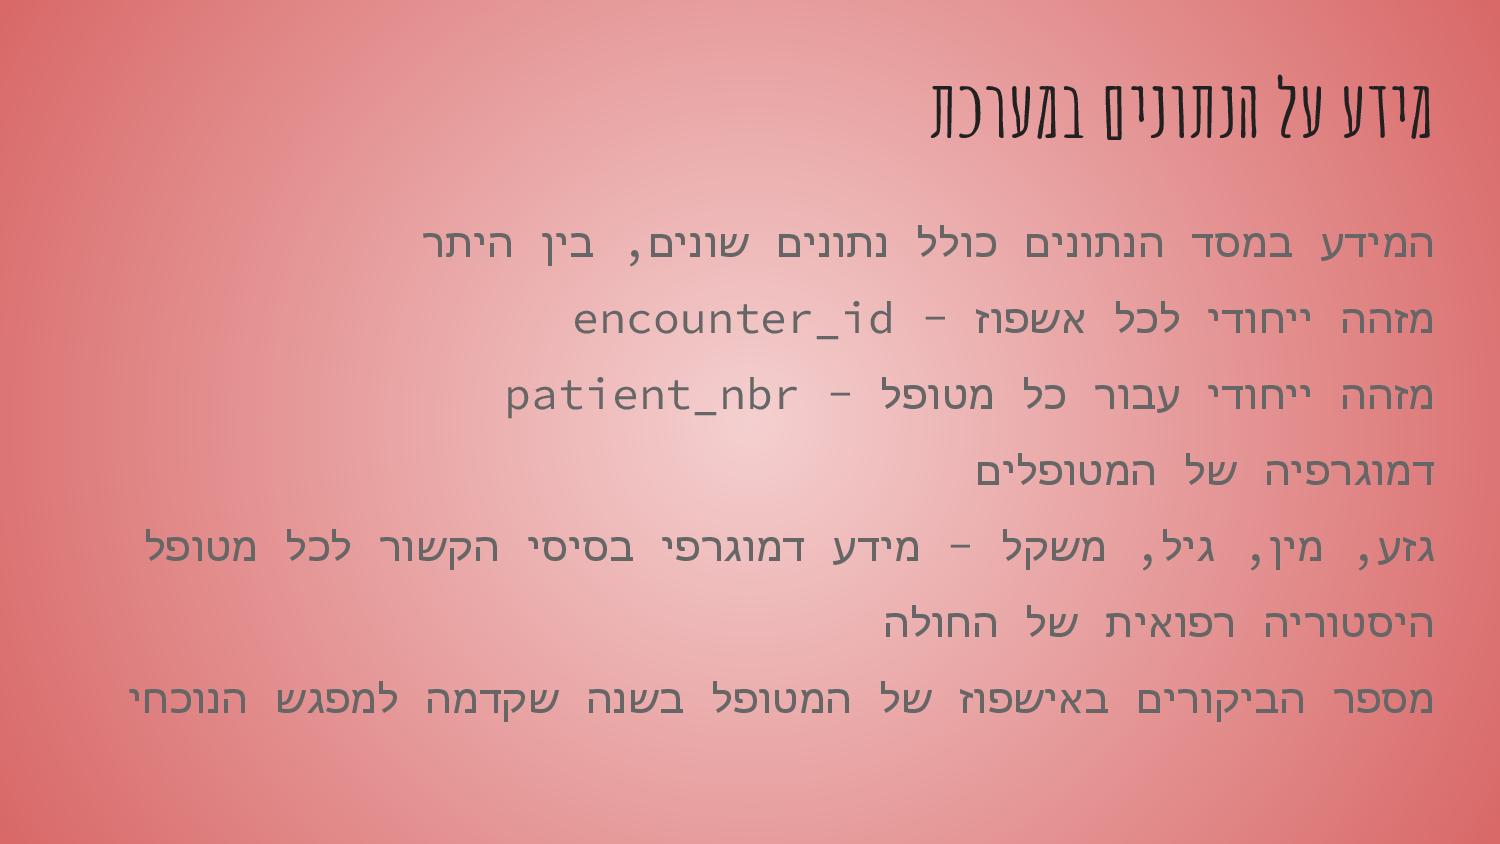 מידע על הנתונים במערכת
המידע במסד הנתונים כולל נתונים שונים, בין היתר
מזהה ייחודי לכל אשפוז - encounter_id
מזהה ייחודי עבור כל מטופל - patient_nbr
דמוגרפיה של המטופלים
גזע, מין, גיל, משקל - מידע דמוגרפי בסיסי הקשור לכל מטופל
היסטוריה רפואית של החולה
מספר הביקורים באישפוז של המטופל בשנה שקדמה למפגש הנוכחי